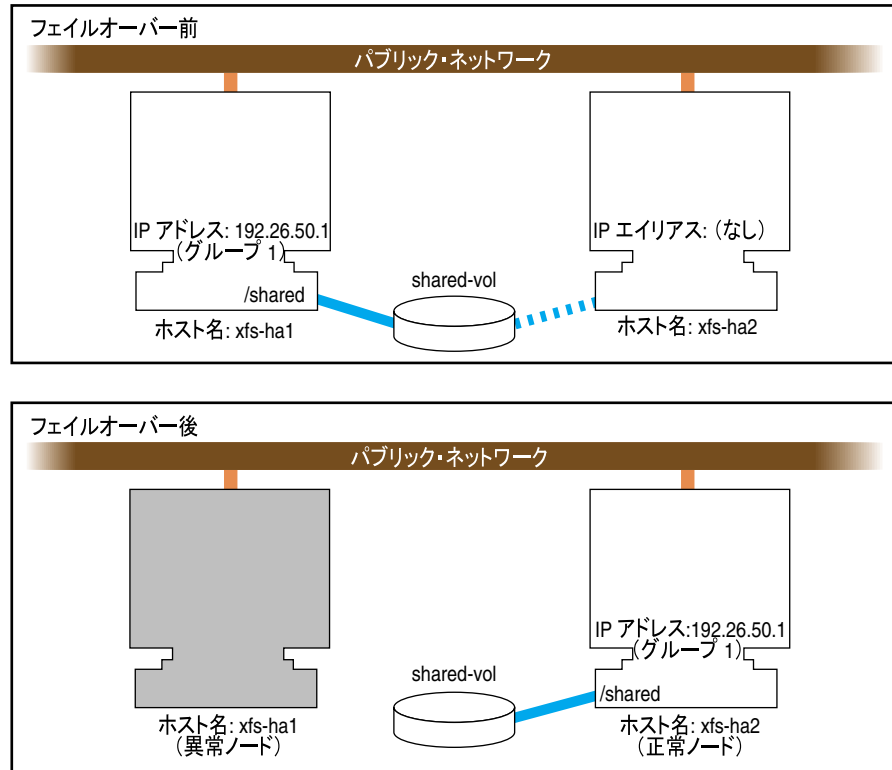 フェイルオーバー前
パブリック・ネットワーク
IP アドレス: 192.26.50.1
(グループ 1)
IP エイリアス: (なし)
/shared
shared-vol
ホスト名: xfs-ha1
ホスト名: xfs-ha2
フェイルオーバー後
パブリック・ネットワーク
IP アドレス:192.26.50.1
(グループ 1)
shared-vol
/shared
ホスト名: xfs-ha1
(異常ノード)
ホスト名: xfs-ha2
(正常ノード)